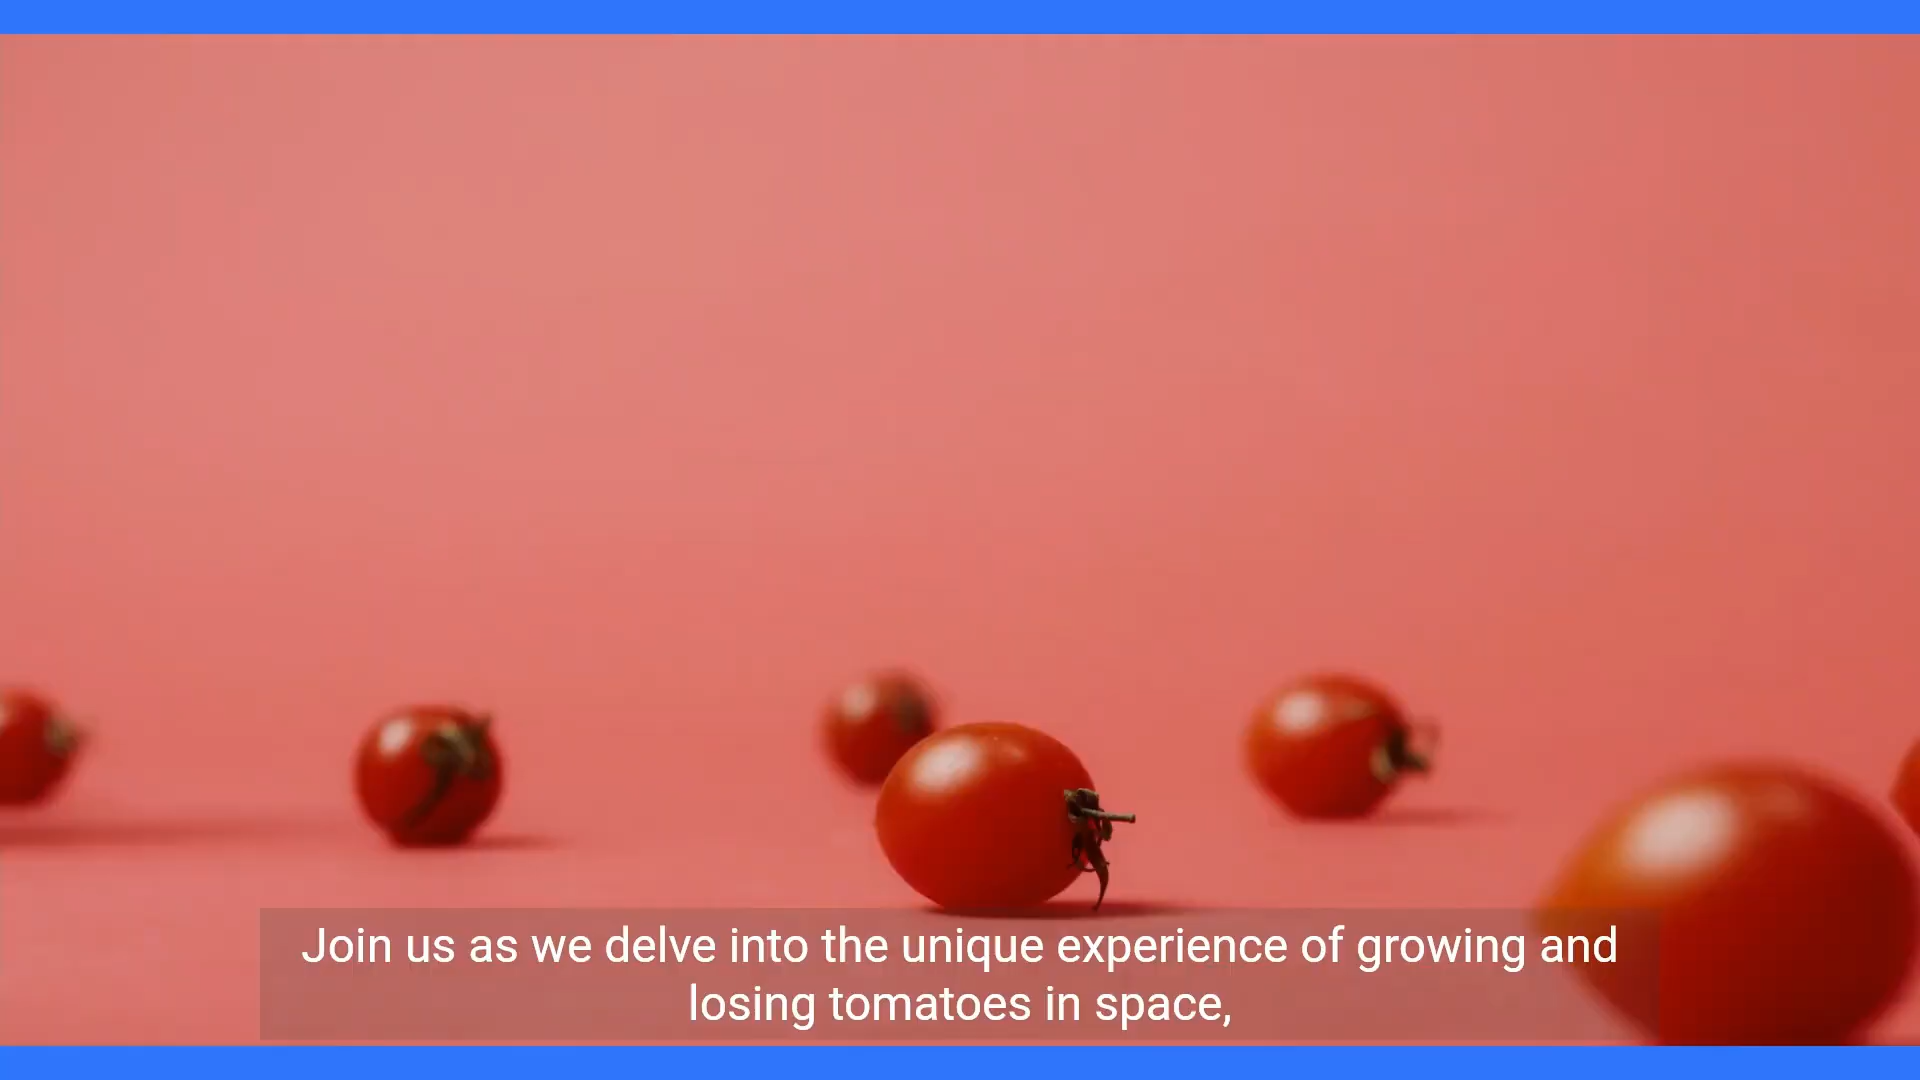 Join us as we delve into the unique experience of growing and
losing tomatoes in space,